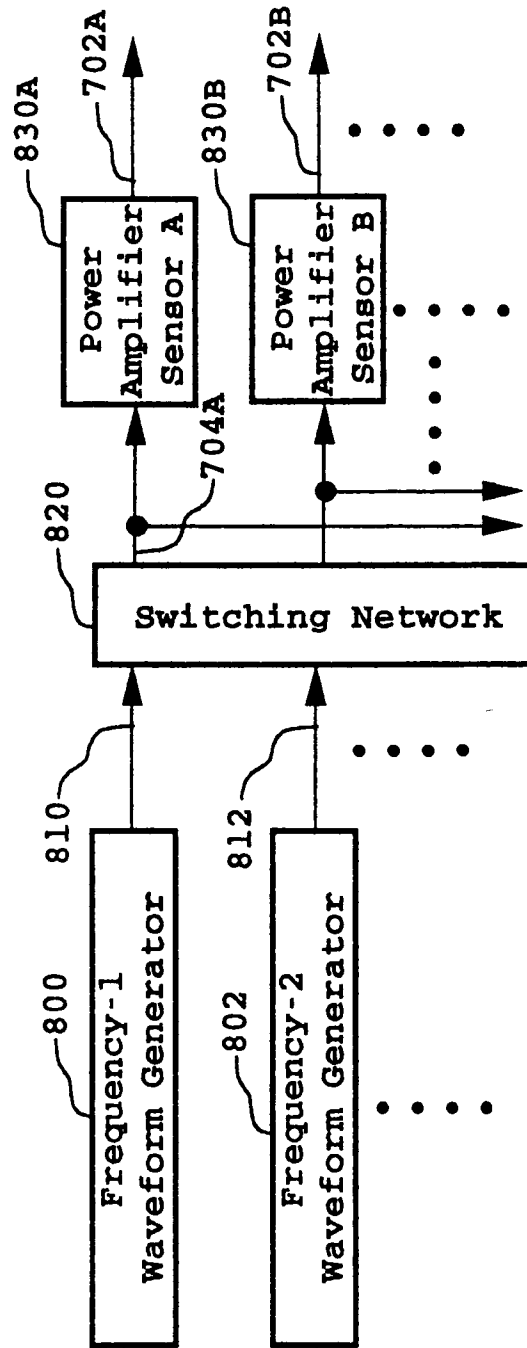 800
Frequency-1
Waveform Generator
810
820
Switching Network
704A
830A
Power
Amplifier
Sensor A
702A
802
Frequency-2
Waveform Generator
812
830B
Power
Amplifier
Sensor B
702B